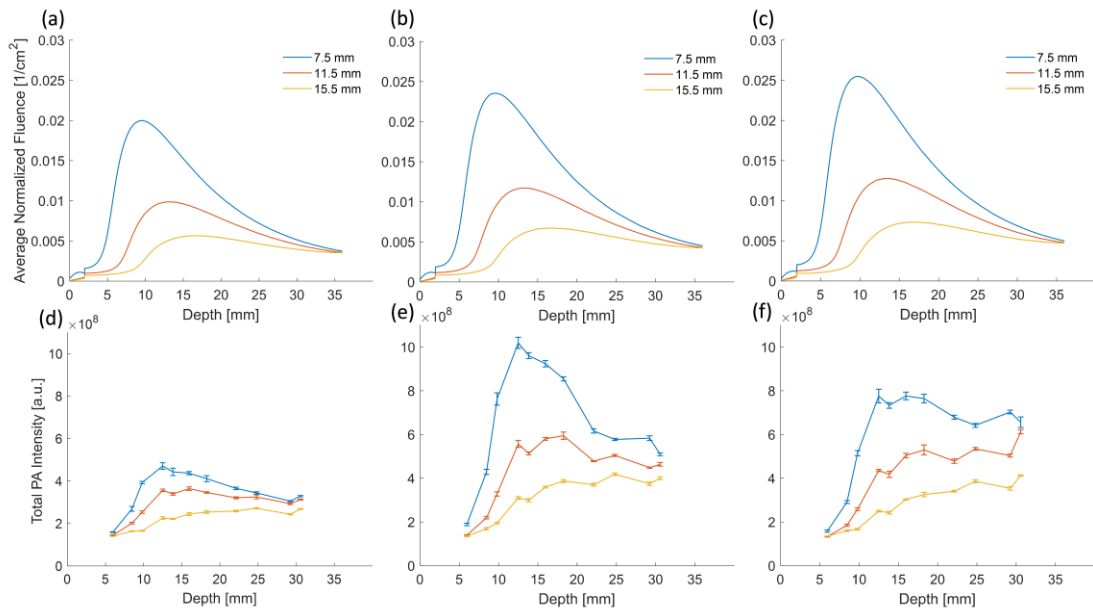 (a)
Average Normalized Fluence [1/cm²]
0.03
0.025
0.02
0.015
0.01
0.005
0
7.5 mm
11.5 mm
15.5 mm
0 5 10 15 20 25 30 35
Depth [mm]
(b)
0.03
0.025
0.02
0.015
0.01
0.005
0
7.5 mm
11.5 mm
15.5 mm
0 5 10 15 20 25 30 35
Depth [mm]
(c)
0.03
0.025
0.02
0.015
0.01
0.005
0
7.5 mm
11.5 mm
15.5 mm
0 5 10 15 20 25 30 35
Depth [mm]
(d)
×10⁸
Total PA Intensity [a.u.]
10
8
6
4
2
0
0 5 10 15 20 25 30 35
Depth [mm]
(e)
×10⁸
10
8
6
4
2
0
0 5 10 15 20 25 30 35
Depth [mm]
(f)
×10⁸
10
8
6
4
2
0
0 5 10 15 20 25 30 35
Depth [mm]